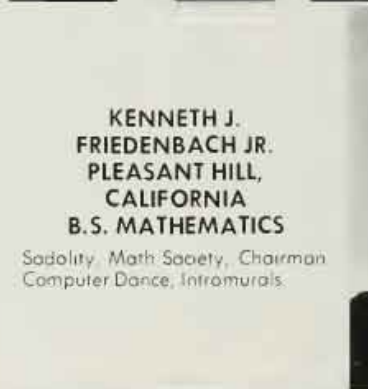 KENNETH J.
FRIEDENBACH JR.
PLEASANT HILL,
CALIFORNIA
B.S. MATHEMATICS
Sodality, Math Society, Chairman
Computer Dance, Intramurals.